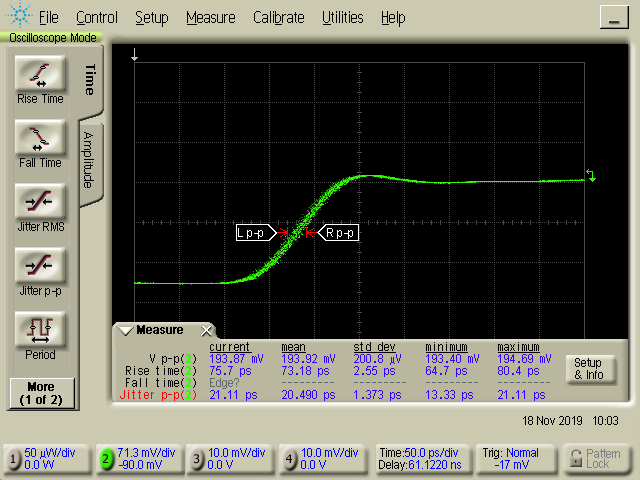 File Control Setup Measure Calibrate Utilities Help
Oscilloscope Mode
Time
Amplitude
Rise Time
Fall Time
Jitter RMS
Jitter p-p
Period
More
(1 of 2)
L p-p
R p-p
Measure
current mean std dev minimum maximum
V p-p(2) 193.87 mV 193.92 mV 200.8 µV 193.40 mV 194.69 mV
Rise time(2) 75.7 ps 73.18 ps 2.55 ps 64.7 ps 80.4 ps
Fall time(2) Edge? --------- --------- --------- ---------
Jitter p-p(2) 21.11 ps 20.490 ps 1.373 ps 13.33 ps 21.11 ps
Setup
& Info
18 Nov 2019 10:03
1 50 µW/div
0.0 W
2 71.3 mV/div
-90.0 mV
3 10.0 mV/div
0.0 V
4 10.0 mV/div
0.0 V
Time:50.0 ps/div
Delay:61.1220 ns
Trig: Normal
-17 mV
Pattern
Lock